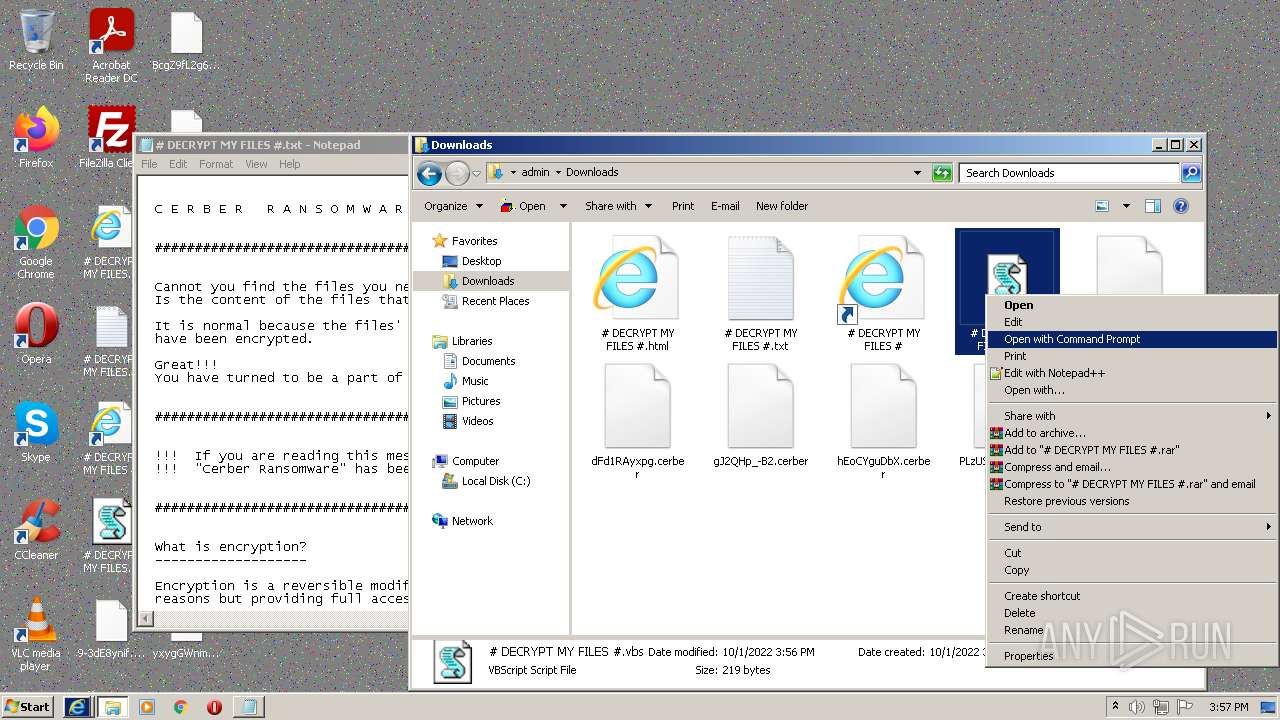 Recycle Bin
Acrobat
Reader DC
BcgZ9fL2g6...
Firefox
FileZilla Clie
Google
Chrome
# DECRY
MY FILES.
Opera
# DECRY
MY FILES.
Skype
# DECRY
MY FILES.
CCleaner
# DECRY
MY FILES.
VLC media
player
9-3dE8ynif...
yxygGWnm...
# DECRYPT MY FILES #.txt - Notepad
File Edit Format View Help
C E R B E R   R A N S O M W A R
###############################
Cannot you find the files you ne
Is the content of the files that
It is normal because the files'
have been encrypted.
Great!!!
You have turned to be a part of
###############################
!!! If you are reading this mes
!!! "Cerber Ransomware" has bee
###############################
What is encryption?
-------------------
Encryption is a reversible modif
reasons but providing full acces
Downloads
admin Downloads
Search Downloads
Organize Open Share with Print E-mail New folder
Favorites
Desktop
Downloads
Recent Places
Libraries
Documents
Music
Pictures
Videos
Computer
Local Disk (C:)
Network
# DECRYPT MY
FILES #.html
# DECRYPT MY
FILES #.txt
# DECRYPT MY
FILES #
# D
FI
dFd1RAyxpg.cerbe
r
gJ2QHp_-B2.cerber
hEoCYguDbX.cerbe
PLzUS
Open
Edit
Open with Command Prompt
Print
Edit with Notepad++
Open with...
Share with
Add to archive...
Add to "# DECRYPT MY FILES #.rar"
Compress and email...
Compress to "# DECRYPT MY FILES #.rar" and email
Restore previous versions
Send to
Cut
Copy
Create shortcut
Delete
Rename
Properties
# DECRYPT MY FILES #.vbs Date modified: 10/1/2022 3:56 PM Date created: 10/1/2022 3
VBScript Script File Size: 219 bytes
ANY RUN
Start
3:57 PM